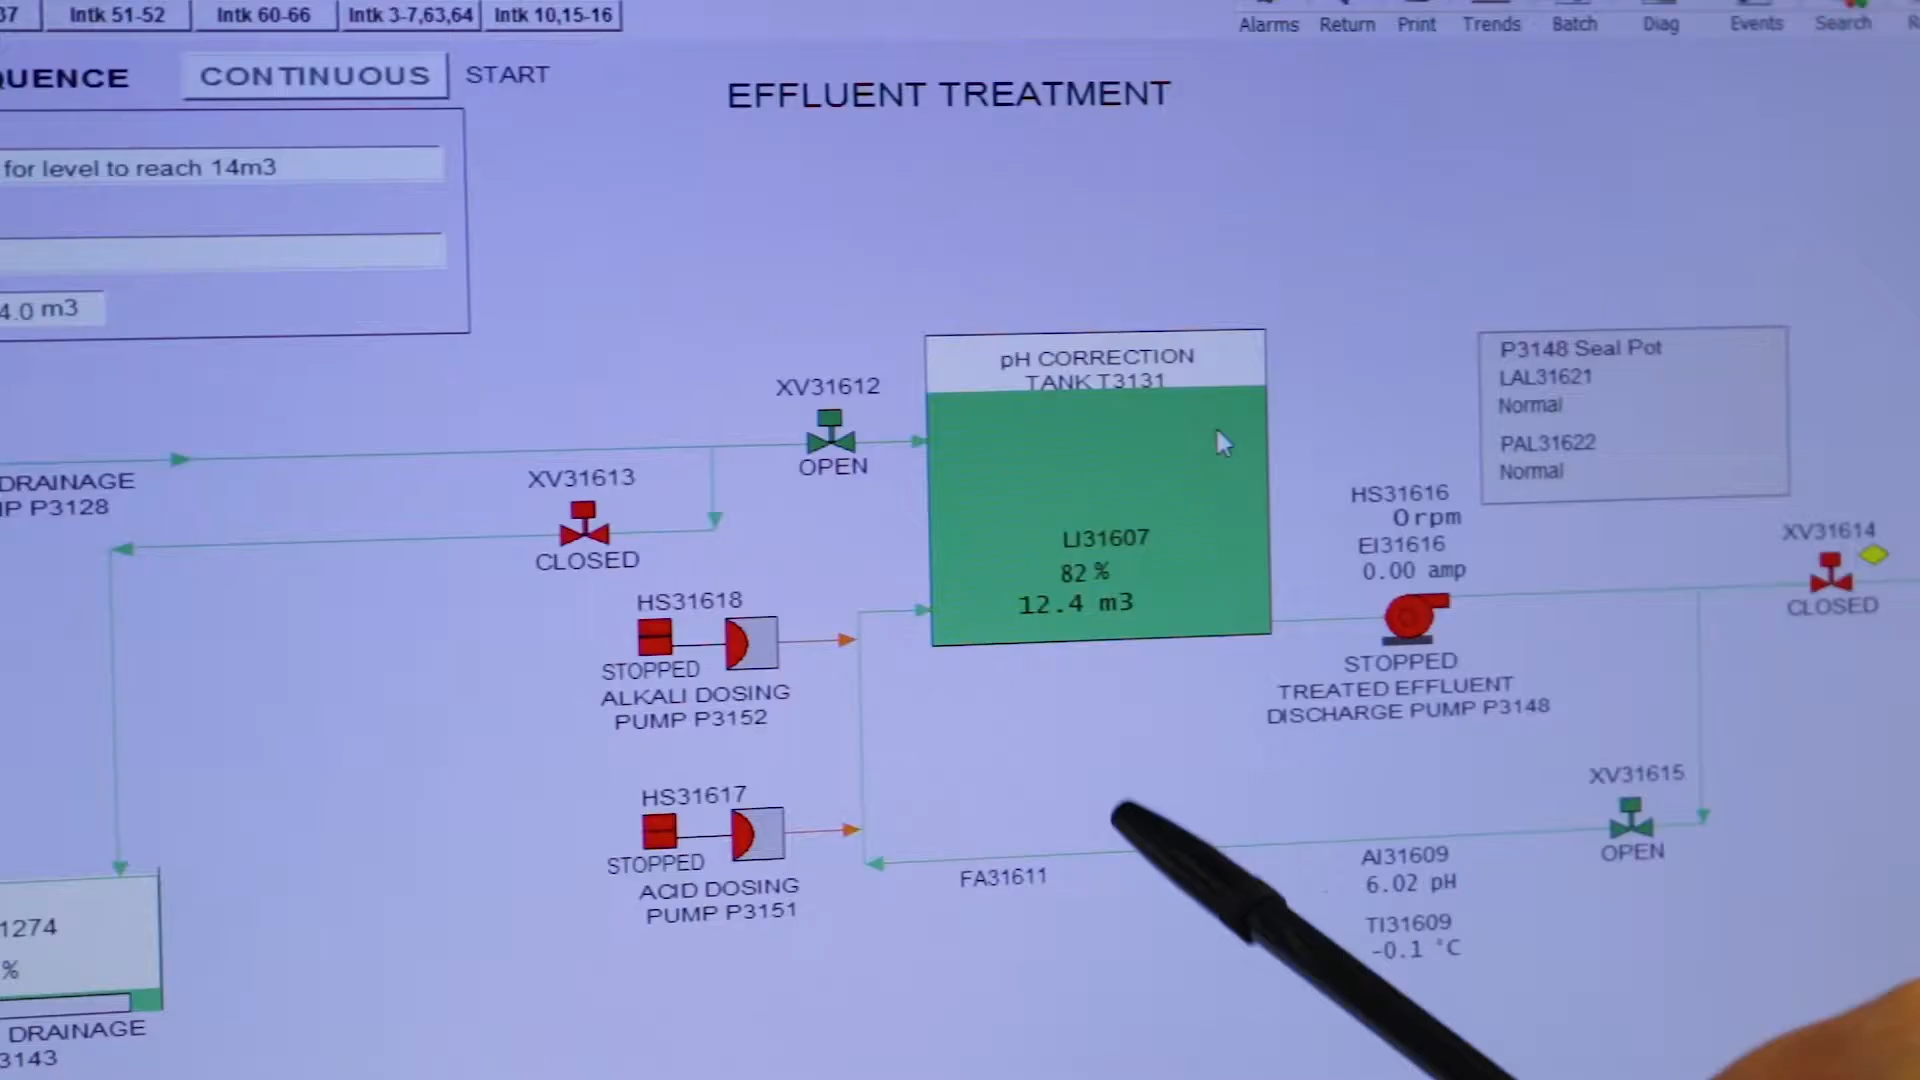 37
Intk 51-52
Intk 60-66
Intk 3-7,63,64
Intk 10,15-16
Alarms
Return
Print
Trends
Batch
Diag
Events
Search
QUENCE
CONTINUOUS
START
EFFLUENT TREATMENT
for level to reach 14m3
4.0 m3
pH CORRECTION
TANK T3131
P3148 Seal Pot
LAL31621
Normal
PAL31622
Normal
XV31612
OPEN
DRAINAGE
P3128
XV31613
CLOSED
LI31607
82 %
12.4 m3
HS31616
0rpm
EI31616
0.00 amp
XV31614
CLOSED
HS31618
STOPPED
ALKALI DOSING
PUMP P3152
STOPPED
TREATED EFFLUENT
DISCHARGE PUMP P3148
XV31615
OPEN
HS31617
STOPPED
ACID DOSING
PUMP P3151
FA31611
AI31609
6.02 pH
TI31609
-0.1 °C
1274
%
DRAINAGE
3143